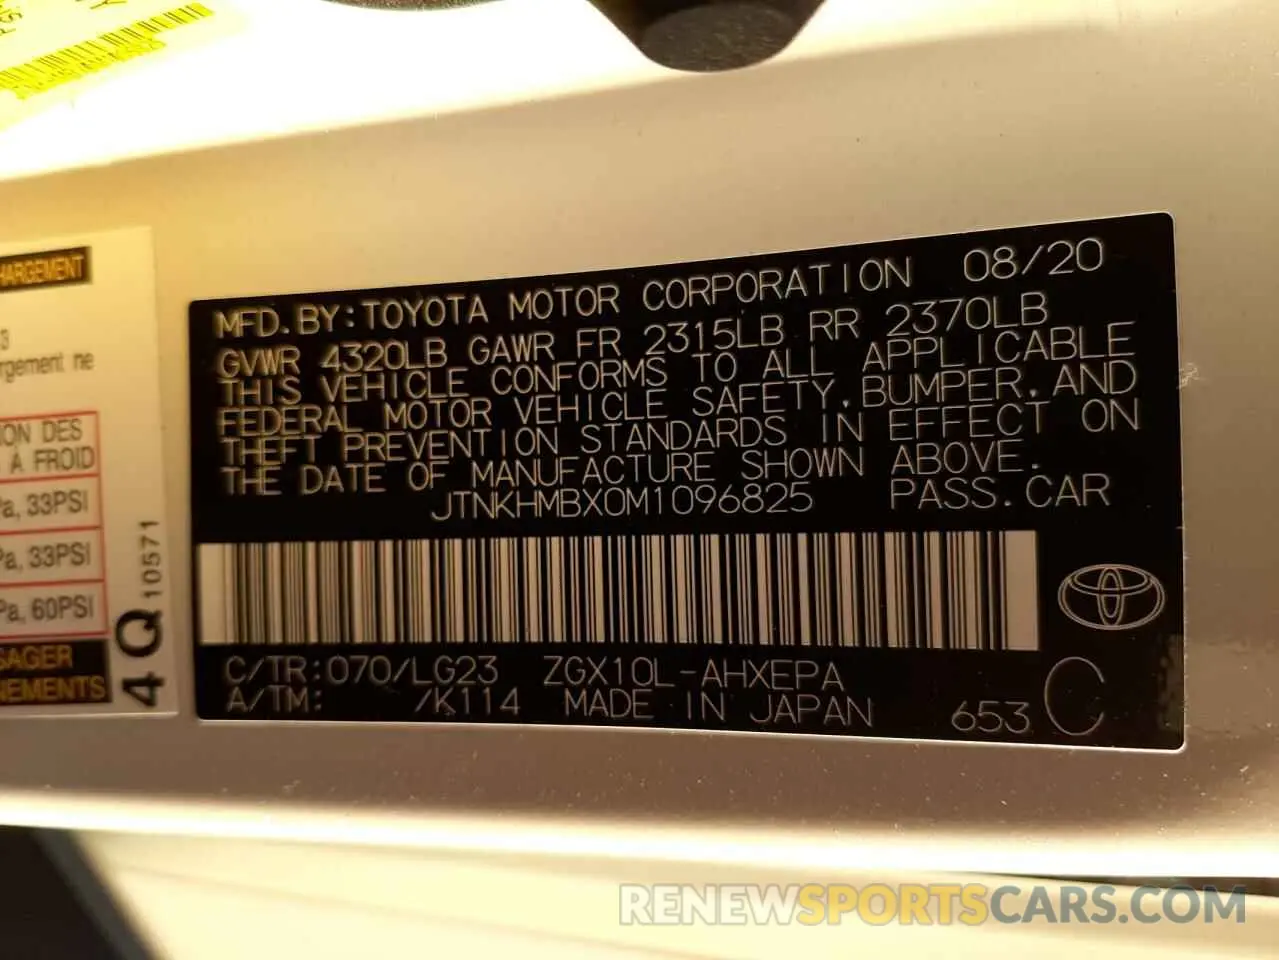 HARGEMENT
3
rgement ne
ION DES
À FROID
Pa, 33PSI
Pa, 33PSI
Pa, 60PSI
SAGER
NEMENTS
4Q 10571
MFD. BY: TOYOTA MOTOR CORPORATION 08/20
GVWR 4320LB GAWR FR 2315LB RR 2370LB
THIS VEHICLE CONFORMS TO ALL APPLICABLE
FEDERAL MOTOR VEHICLE SAFETY, BUMPER, AND
THEFT PREVENTION STANDARDS IN EFFECT ON
THE DATE OF MANUFACTURE SHOWN ABOVE.
JTNKHMBX0M1096825 PASS. CAR
C/TR: 070/LG23 ZGX10L-AHXEPA
A/TM: /K114 MADE IN JAPAN 653 C
RENEWSPORTSCARS.COM